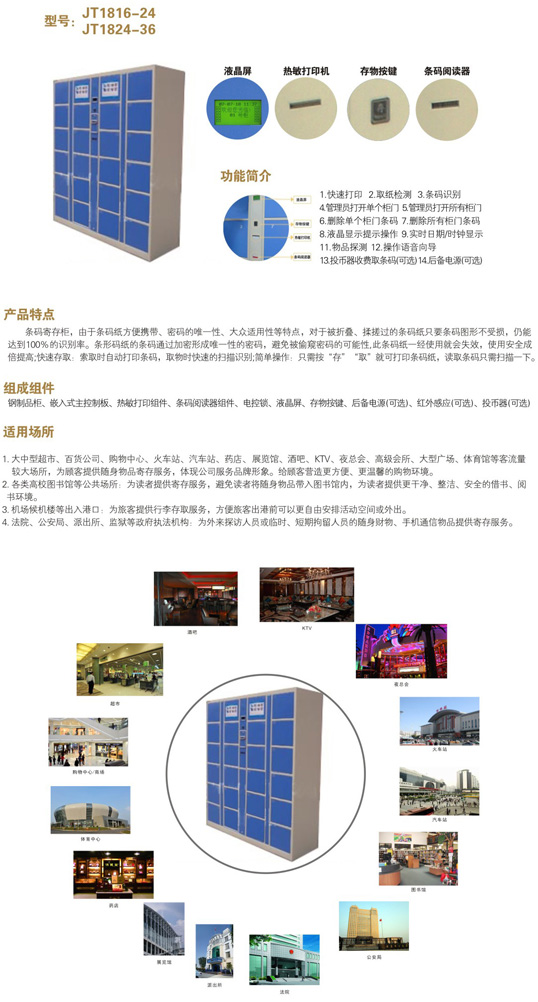 型号：JT1816-24
JT1824-36
液晶屏 热敏打印机 存物按键 条码阅读器
功能简介
液晶屏
存物按键
热敏打印机
条码阅读器
1.快速打印 2.取纸检测 3.条码识别
4.管理员打开单个柜门 5.管理员打开所有柜门
6.删除单个柜门条码 7.删除所有柜门条码
8.液晶显示提示操作 9.实时日期/时钟显示
11.物品探测 12.操作语音向导
13.投币器收费取条码(可选)14.后备电源(可选)
产品特点
条码寄存柜，由于条码纸方便携带、密码的唯一性、大众适用性等特点，对于被折叠、揉搓过的条码纸只要条码图形不受损，仍能
达到100%的识别率。条形码纸的条码通过加密形成唯一性的密码，避免被偷窥密码的可能性,此条码纸一经使用就会失效，使用安全成
倍提高;快速存取：索取时自动打印条码，取物时快速的扫描识别;简单操作：只需按“存”“取”就可打印条码纸，读取条码只需扫描一下。
组成组件
钢制品柜、嵌入式主控制板、热敏打印组件、条码阅读器组件、电控锁、液晶屏、存物按键、后备电源(可选)、红外感应(可选)、投币器(可选)
适用场所
1. 大中型超市、百货公司、购物中心、火车站、汽车站、药店、展览馆、酒吧、KTV、夜总会、高级会所、大型广场、体育馆等客流量
较大场所，为顾客提供随身物品寄存服务，体现公司服务品牌形象。给顾客营造更方便、更温馨的购物环境。
2. 各类高校图书馆等公共场所：为读者提供寄存服务，避免读者将随身物品带入图书馆内，为读者提供更干净、整洁、安全的借书、阅
书环境。
3. 机场候机楼等出入港口：为旅客提供行李存取服务，方便旅客出港前可以更自由安排活动空间或外出。
4. 法院、公安局、派出所、监狱等政府执法机构：为外来探访人员或临时、短期拘留人员的随身财物、手机通信物品提供寄存服务。
酒吧
KTV
夜总会
超市
火车站
购物中心/商场
汽车站
体育中心
图书馆
药店
公安局
展览馆
派出所
法院